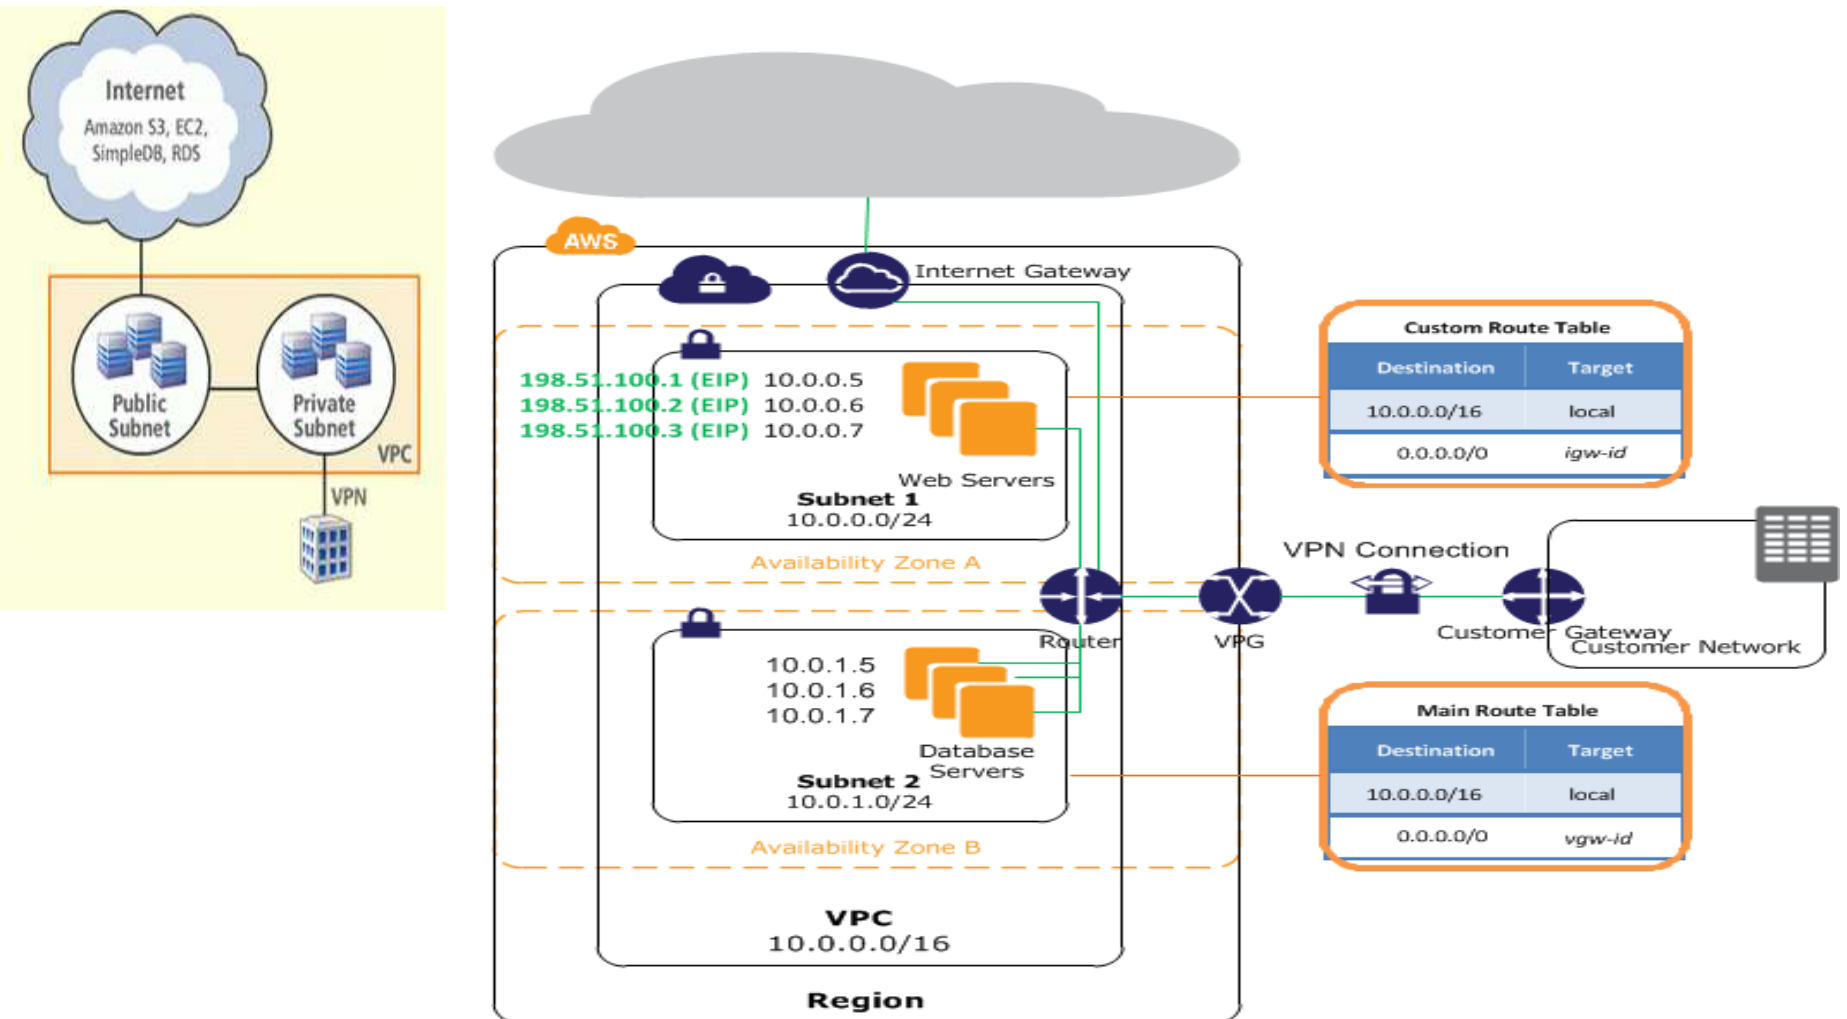 Internet
Amazon S3, EC2,
SimpleDB, RDS
Public
Subnet
Private
Subnet
VPC
VPN
AWS
Internet Gateway
198.51.100.1 (EIP) 10.0.0.5
198.51.100.2 (EIP) 10.0.0.6
198.51.100.3 (EIP) 10.0.0.7
Web Servers
Subnet 1
10.0.0.0/24
Availability Zone A
Router
VPG
VPN Connection
Customer Gateway
Customer Network
10.0.1.5
10.0.1.6
10.0.1.7
Database
Servers
Subnet 2
10.0.1.0/24
Availability Zone B
VPC
10.0.0.0/16
Region
Custom Route Table
Destination Target
10.0.0.0/16 local
0.0.0.0/0 igw-id
Main Route Table
Destination Target
10.0.0.0/16 local
0.0.0.0/0 vgw-id